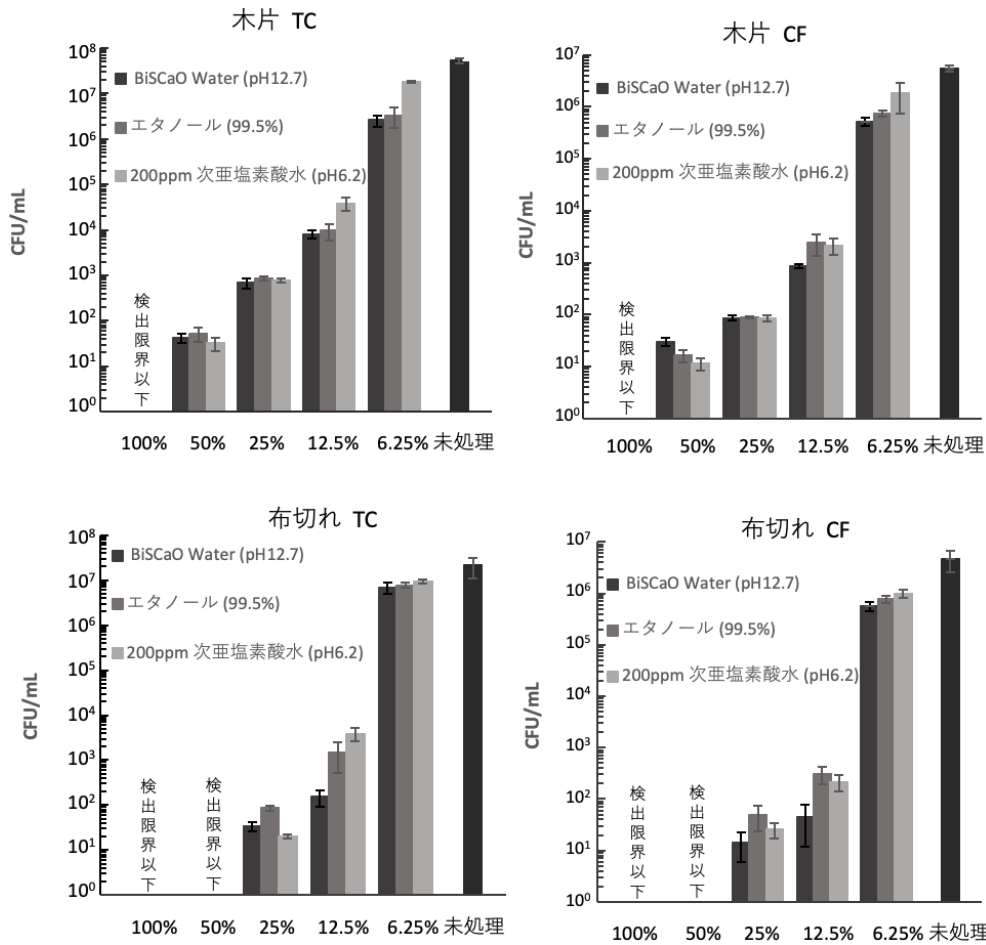 木片 TC
10⁸
10⁷
10⁶
10⁵
10⁴
10³
10²
10¹
10⁰
CFU/mL
BiSCaO Water (pH12.7)
エタノール (99.5%)
200ppm 次亜塩素酸水 (pH6.2)
検出限界以下
100% 50% 25% 12.5% 6.25% 未処理
木片 CF
10⁷
10⁶
10⁵
10⁴
10³
10²
10¹
10⁰
CFU/mL
BiSCaO Water (pH12.7)
エタノール (99.5%)
200ppm 次亜塩素酸水 (pH6.2)
検出限界以下
100% 50% 25% 12.5% 6.25% 未処理
布切れ TC
10⁸
10⁷
10⁶
10⁵
10⁴
10³
10²
10¹
10⁰
CFU/mL
BiSCaO Water (pH12.7)
エタノール (99.5%)
200ppm 次亜塩素酸水 (pH6.2)
検出限界以下
検出限界以下
100% 50% 25% 12.5% 6.25% 未処理
布切れ CF
10⁷
10⁶
10⁵
10⁴
10³
10²
10¹
10⁰
CFU/mL
BiSCaO Water (pH12.7)
エタノール (99.5%)
200ppm 次亜塩素酸水 (pH6.2)
検出限界以下
検出限界以下
100% 50% 25% 12.5% 6.25% 未処理